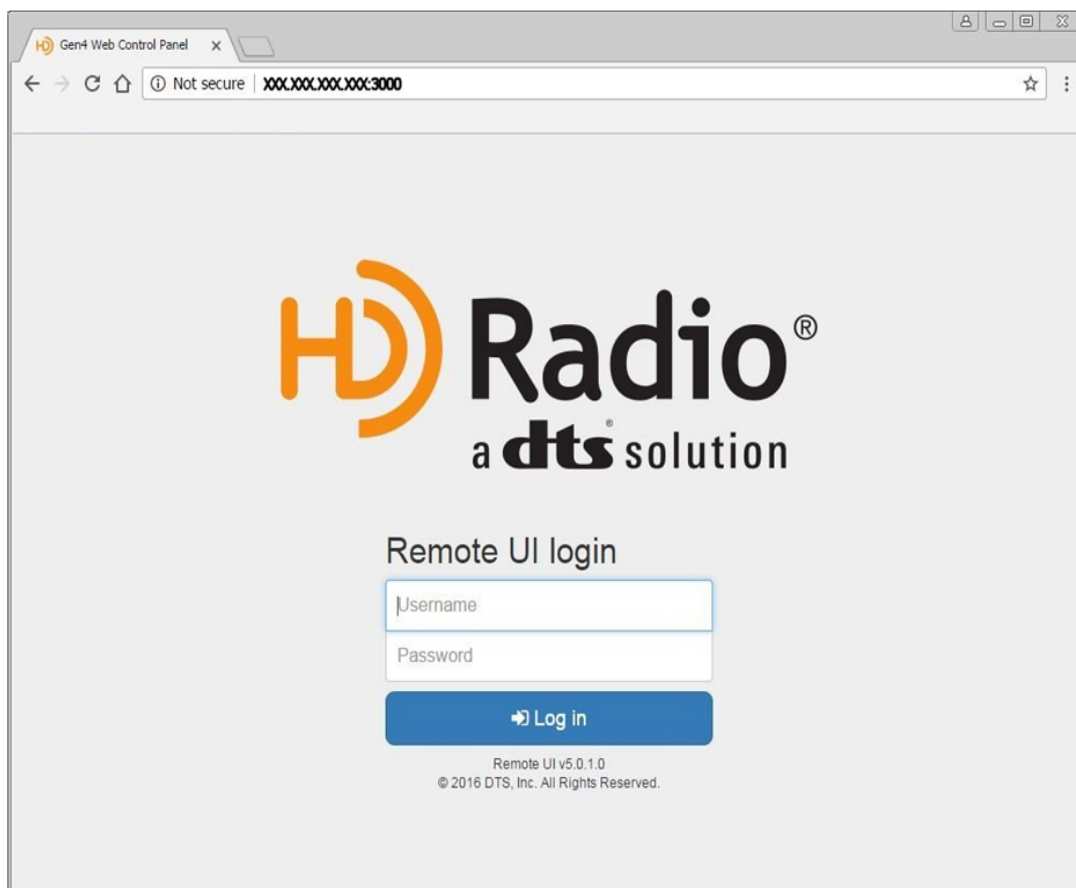 Gen4 Web Control Panel
Not secure XXX.XXX.XXX.XXX:3000
HD Radio®
a dts® solution
Remote UI login
Username
Password
Log in
Remote UI v5.0.1.0
© 2016 DTS, Inc. All Rights Reserved.